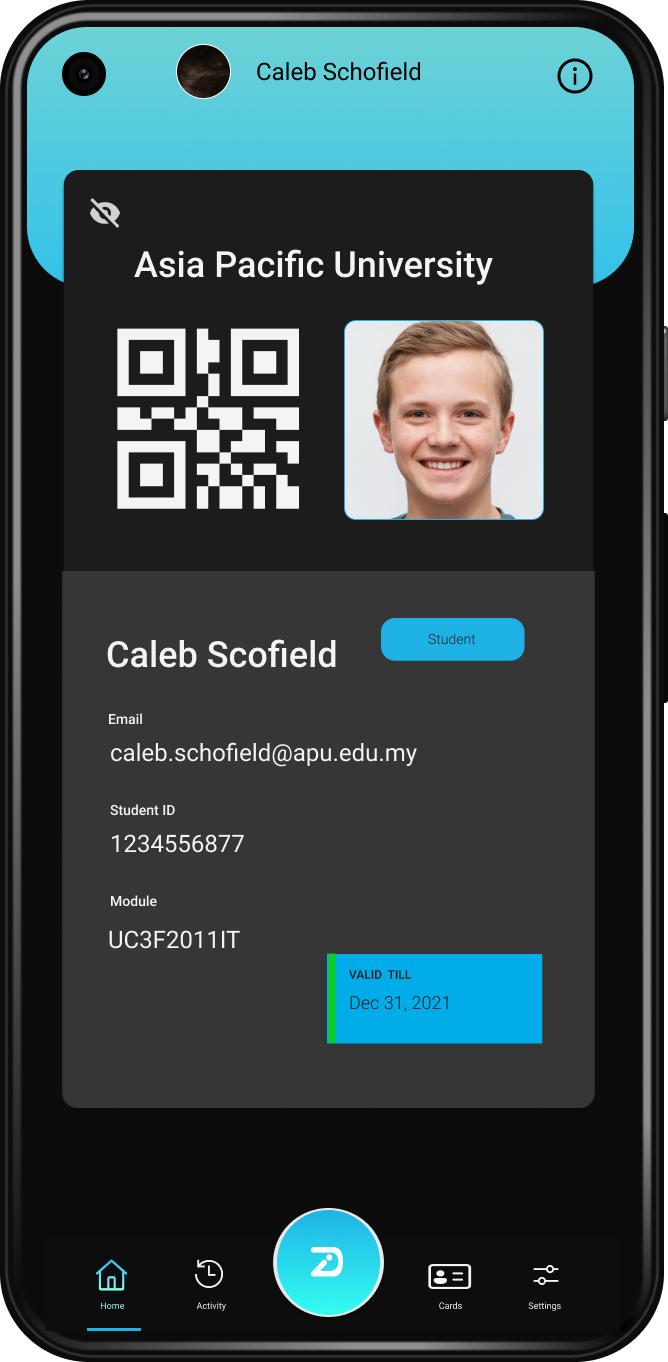 Caleb Schofield
Asia Pacific University
Caleb Scofield
Student
Email
caleb.schofield@apu.edu.my
Student ID
1234556877
Module
UC3F2011IT
VALID TILL
Dec 31, 2021
Home
Activity
Cards
Settings